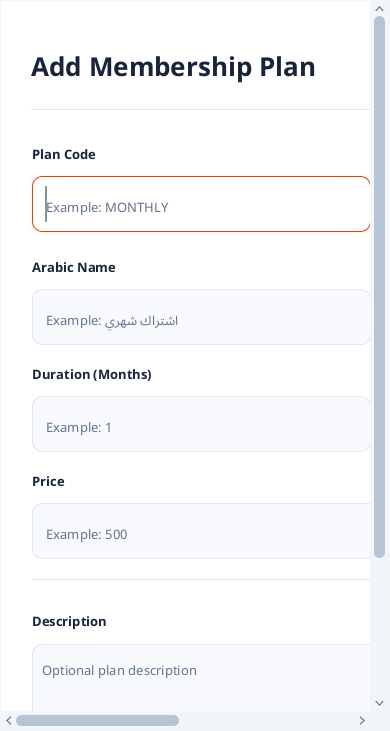 Add Membership Plan
Plan Code
Example: MONTHLY
Arabic Name
Example: اشتراك شهري
Duration (Months)
Example: 1
Price
Example: 500
Description
Optional plan description